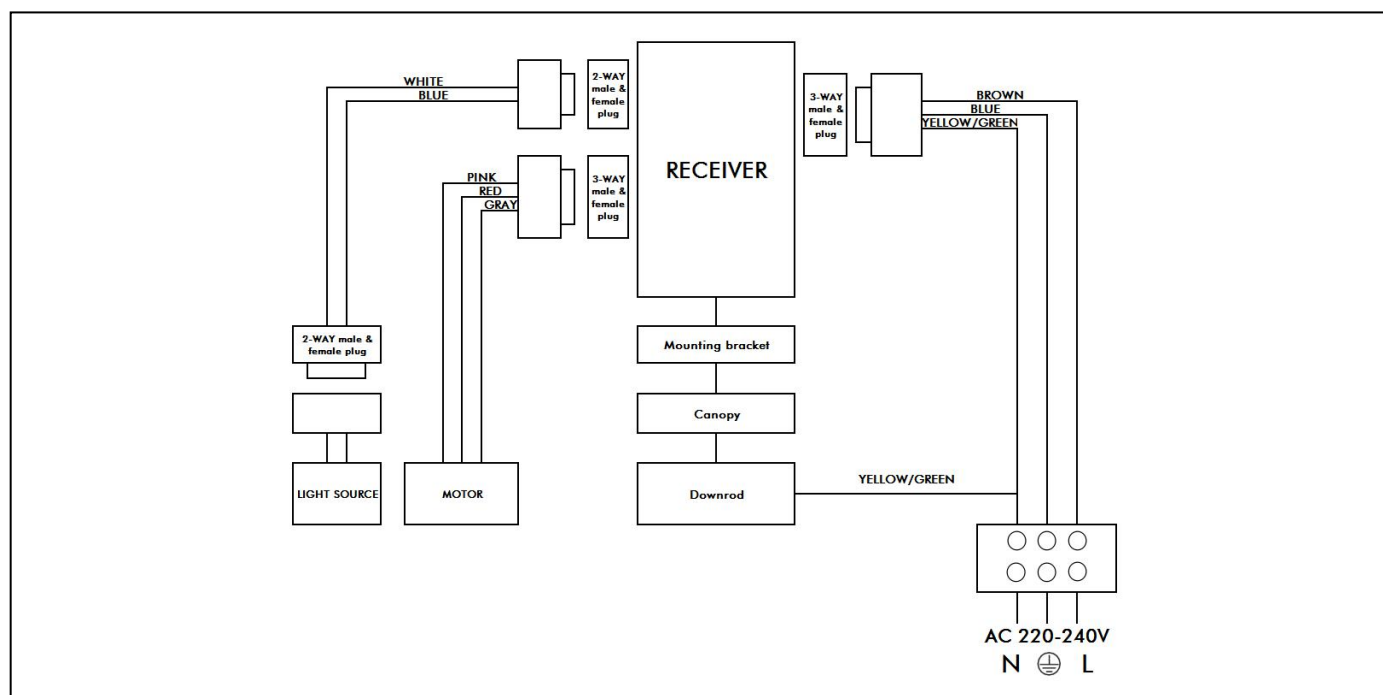 WHITE
BLUE
2-WAY
male &
female
plug
PINK
RED
GRAY
3-WAY
male &
female
plug
RECEIVER
3-WAY
male &
female
plug
BROWN
BLUE
YELLOW/GREEN
2-WAY male &
female plug
LIGHT SOURCE
MOTOR
Mounting bracket
Canopy
Downrod
YELLOW/GREEN
AC 220-240V
N L